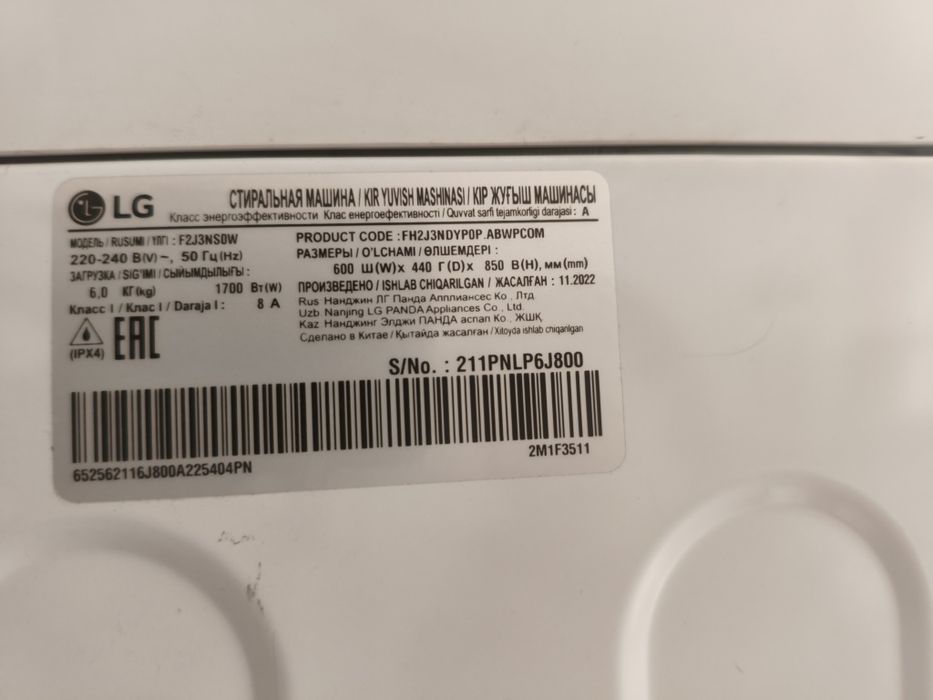 LG
СТИРАЛЬНАЯ МАШИНА / KIR YUVISH MASHINASI / КІР ЖУҒЫШ МАШИНАСЫ
Класс энергоэффективности Клас енергоефективності / Quvvat sarfi tejamkorligi darajasi : A
МОДЕЛЬ / RUSUMI / ҮЛГІ : F2J3NS0W
220-240 В(V) ~, 50 Гц(Hz)
ЗАГРУЗКА / SIG'IMI / СЫЙЫМДЫЛЫҒЫ :
6,0 КГ(kg) 1700 Вт(W)
Класс I / Клас I / Daraja I : 8 А
(IPX4)
EAC
PRODUCT CODE : FH2J3NDYP0P.ABWPCOM
РАЗМЕРЫ / O'LCHAMI / ӨЛШЕМДЕРІ :
600 Ш(W)x 440 Г(D)x 850 В(H), мм(mm)
ПРОИЗВЕДЕНО / ISHLAB CHIQARILGAN / ЖАСАЛҒАН : 11.2022
Rus Нанджин ЛГ Панда Апплиансес Ко., Лтд
Uzb Nanjing LG PANDA Appliances Co., Ltd.
Kaz Нанджинг Элджи ПАНДА аспап Ко., ЖШҚ
Сделано в Китае / Қытайда жасалған / Xitoyda ishlab chiqarilgan
S/No. : 211PNLP6J800
652562116J800A225404PN
2M1F3511